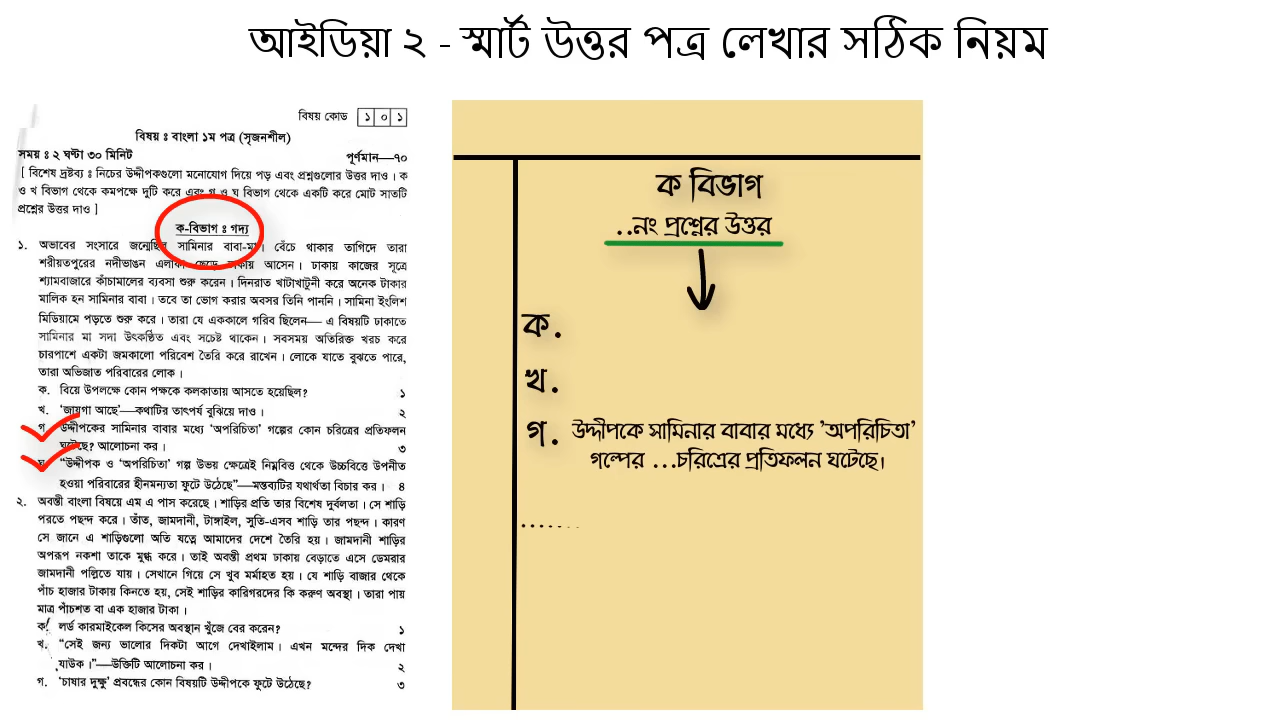 আইডিয়া ২ - স্মার্ট উত্তর পত্র লেখার সঠিক নিয়ম
বিষয় কোড ১ ০ ১
বিষয় ঃ বাংলা ১ম পত্র (সৃজনশীল)
সময় ঃ ২ ঘণ্টা ৩০ মিনিট পূর্ণমান—৭০
[ বিশেষ দ্রষ্টব্য ঃ নিচের উদ্দীপকগুলো মনোযোগ দিয়ে পড় এবং প্রশ্নগুলোর উত্তর দাও। ক
ও খ বিভাগ থেকে কমপক্ষে দুটি করে এবং গ ও ঘ বিভাগ থেকে একটি করে মোট সাতটি
প্রশ্নের উত্তর দাও ]
ক-বিভাগ ঃ গদ্য
১. অভাবের সংসারে জন্মেছিল সামিনার বাবা-মা। বেঁচে থাকার তাগিদে তারা
শরীয়তপুরের নদীভাঙন এলাকা ছেড়ে ঢাকায় আসেন। ঢাকায় কাজের সূত্রে
শ্যামবাজারে কাঁচামালের ব্যবসা শুরু করেন। দিনরাত খাটাখাটুনী করে অনেক টাকার
মালিক হন সামিনার বাবা। তবে তা ভোগ করার অবসর তিনি পাননি। সামিনা ইংলিশ
মিডিয়ামে পড়তে শুরু করে। তারা যে এককালে গরিব ছিলেন— এ বিষয়টি ঢাকাতে
সামিনার মা সদা উৎকণ্ঠিত এবং সচেষ্ট থাকেন। সবসময় অতিরিক্ত খরচ করে
চারপাশে একটা জমকালো পরিবেশ তৈরি করে রাখেন। লোকে যাতে বুঝতে পারে,
তারা অভিজাত পরিবারের লোক।
ক. বিয়ে উপলক্ষে কোন পক্ষকে কলকাতায় আসতে হয়েছিল? ১
খ. ‘জায়গা আছে’—কথাটির তাৎপর্য বুঝিয়ে দাও। ২
গ. উদ্দীপকের সামিনার বাবার মধ্যে ‘অপরিচিতা’ গল্পের কোন চরিত্রের প্রতিফলন
ঘটেছে? আলোচনা কর। ৩
ঘ. “উদ্দীপক ও ‘অপরিচিতা’ গল্প উভয় ক্ষেত্রেই নিম্নবিত্ত থেকে উচ্চবিত্তে উপনীত
হওয়া পরিবারের হীনমন্যতা ফুটে উঠেছে”—মন্তব্যটির যথার্থতা বিচার কর। ৪
২. অবন্তী বাংলা বিষয়ে এম এ পাস করেছে। শাড়ির প্রতি তার বিশেষ দুর্বলতা। সে শাড়ি
পরতে পছন্দ করে। তাঁত, জামদানী, টাঙ্গাইল, সুতি-এসব শাড়ি তার পছন্দ। কারণ
সে জানে এ শাড়িগুলো অতি যত্নে আমাদের দেশে তৈরি হয়। জামদানী শাড়ির
অপরূপ নকশা তাকে মুগ্ধ করে। তাই অবন্তী প্রথম ঢাকায় বেড়াতে এসে ডেমরার
জামদানী পল্লিতে যায়। সেখানে গিয়ে সে খুব মর্মাহত হয়। যে শাড়ি বাজার থেকে
পাঁচ হাজার টাকায় কিনতে হয়, সেই শাড়ির কারিগরদের কি করুণ অবস্থা। তারা পায়
মাত্র পাঁচশত বা এক হাজার টাকা।
ক. লর্ড কারমাইকেল কিসের অবস্থান খুঁজে বের করেন? ১
খ. “সেই জন্য ভালোর দিকটা আগে দেখাইলাম। এখন মন্দের দিক দেখা
যাউক।”—উক্তিটি আলোচনা কর। ২
গ. ‘চাষার দুক্ষু’ প্রবন্ধের কোন বিষয়টি উদ্দীপকে ফুটে উঠেছে? ৩
ক বিভাগ
..নং প্রশ্নের উত্তর
ক.
খ.
গ. উদ্দীপকে সামিনার বাবার মধ্যে ’অপরিচিতা’
গল্পের ...চরিত্রের প্রতিফলন ঘটেছে।
.......